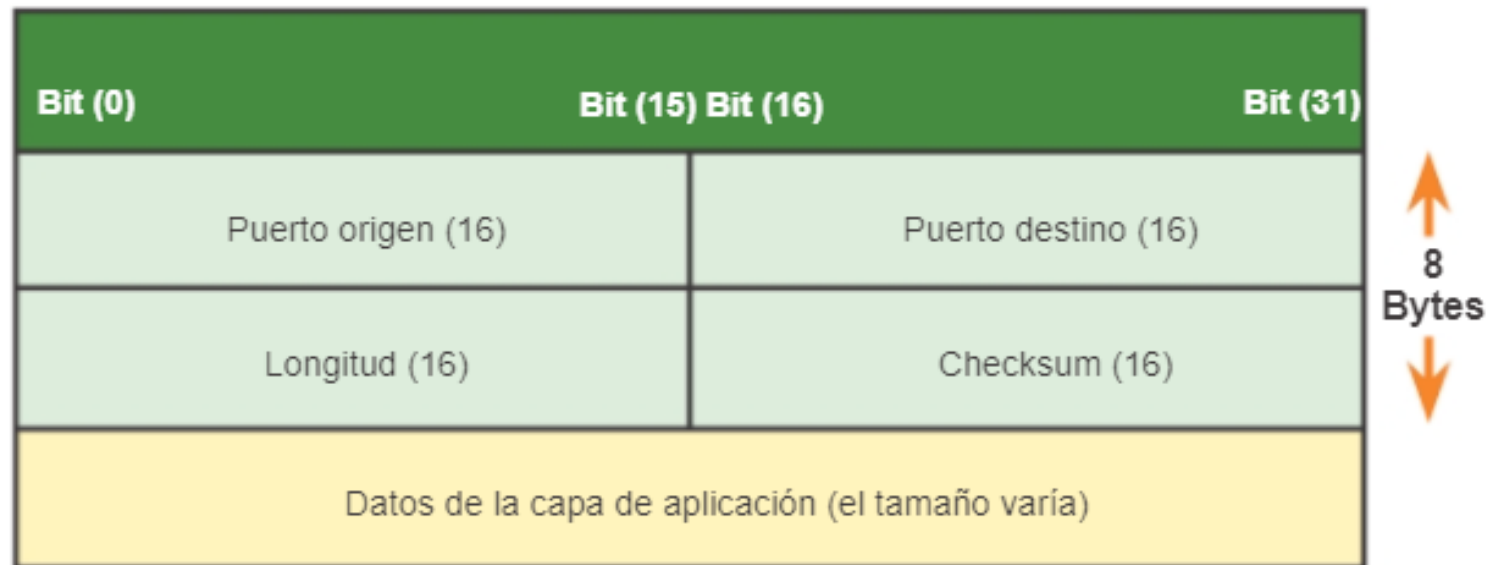 Bit (0) Bit (15) Bit (16) Bit (31)
Puerto origen (16) Puerto destino (16)
8
Bytes
Longitud (16) Checksum (16)
Datos de la capa de aplicación (el tamaño varía)